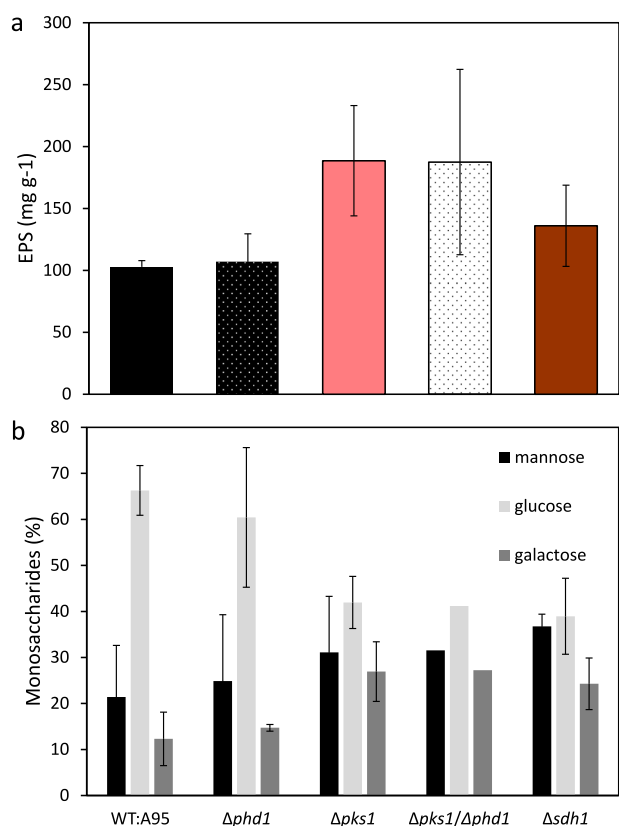 a
300
250
200
150
100
50
0
EPS (mg g-1)
b
80
70
60
50
40
30
20
10
0
Monosaccharides (%)
mannose
glucose
galactose
WT:A95 Δphd1 Δpks1 Δpks1/Δphd1 Δsdh1